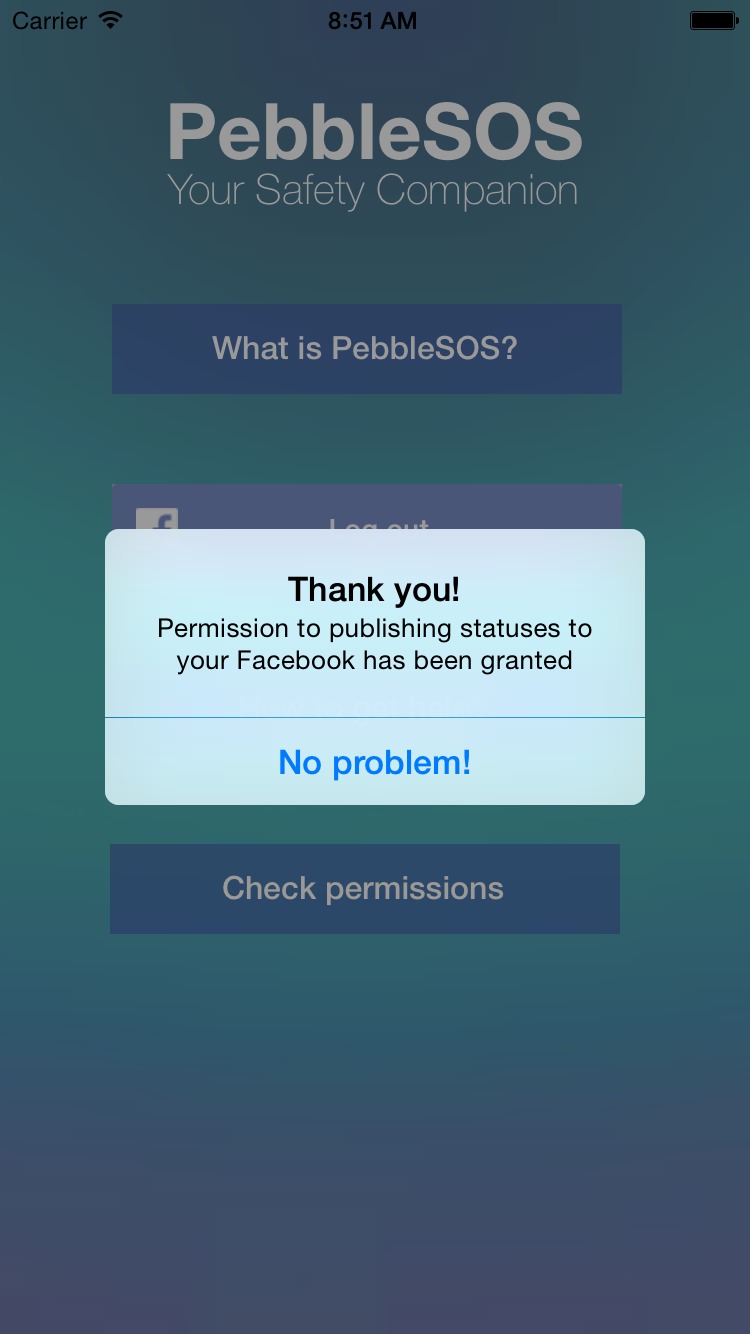 Carrier 8:51 AM
PebbleSOS
Your Safety Companion
What is PebbleSOS?
Log out
Thank you!
Permission to publishing statuses to
your Facebook has been granted
No problem!
Check permissions